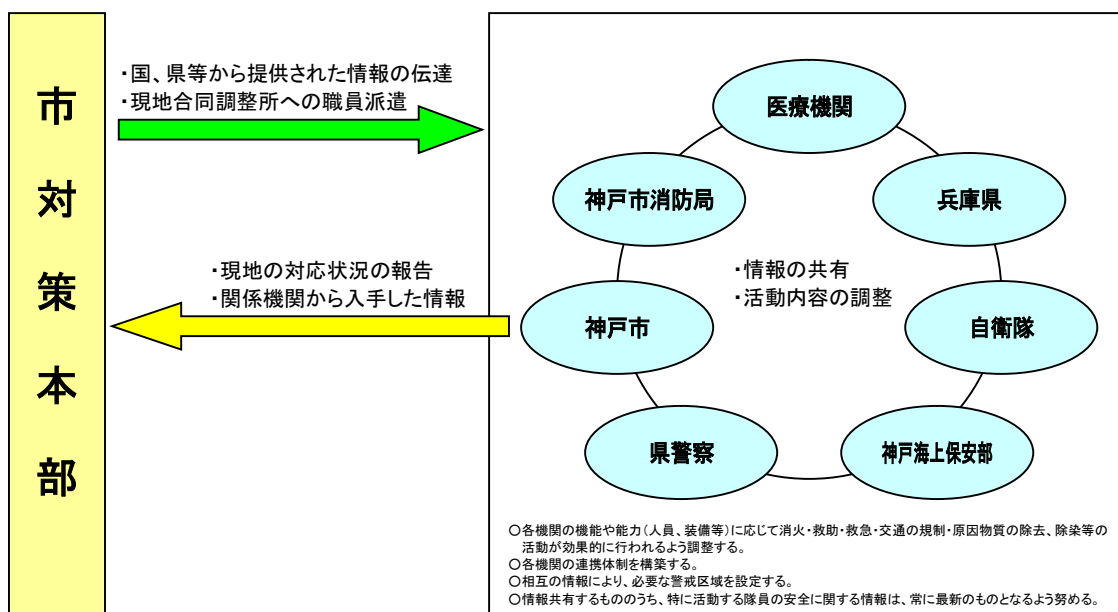 市対策本部
・国、県等から提供された情報の伝達
・現地合同調整所への職員派遣
・現地の対応状況の報告
・関係機関から入手した情報
医療機関
神戸市消防局
兵庫県
・情報の共有
・活動内容の調整
神戸市
自衛隊
県警察
神戸海上保安部
〇各機関の機能や能力（人員、装備等）に応じて消火・救助・救急・交通の規制・原因物質の除去、除染等の
活動が効果的に行われるよう調整する。
〇各機関の連携体制を構築する。
〇相互の情報により、必要な警戒区域を設定する。
〇情報共有するもののうち、特に活動する隊員の安全に関する情報は、常に最新のものとなるよう努める。